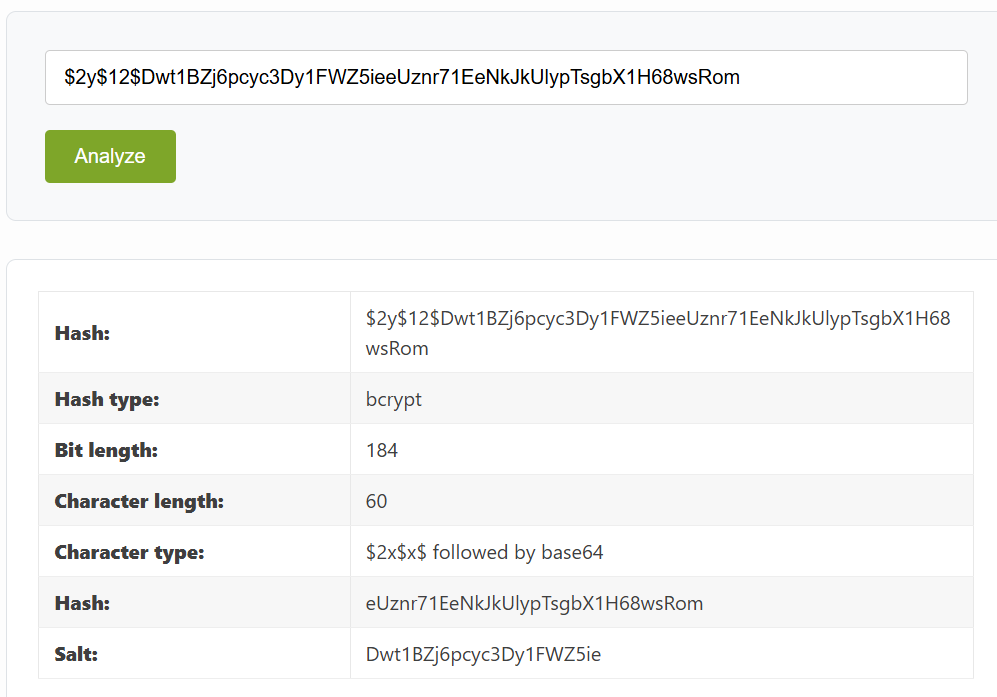 $2y$12$Dwt1BZj6pcyc3Dy1FWZ5ieeUznr71EeNkJkUlypTsgbX1H68wsRom
Analyze
Hash:
$2y$12$Dwt1BZj6pcyc3Dy1FWZ5ieeUznr71EeNkJkUlypTsgbX1H68
wsRom
Hash type:
bcrypt
Bit length:
184
Character length:
60
Character type:
$2x$x$ followed by base64
Hash:
eUznr71EeNkJkUlypTsgbX1H68wsRom
Salt:
Dwt1BZj6pcyc3Dy1FWZ5ie